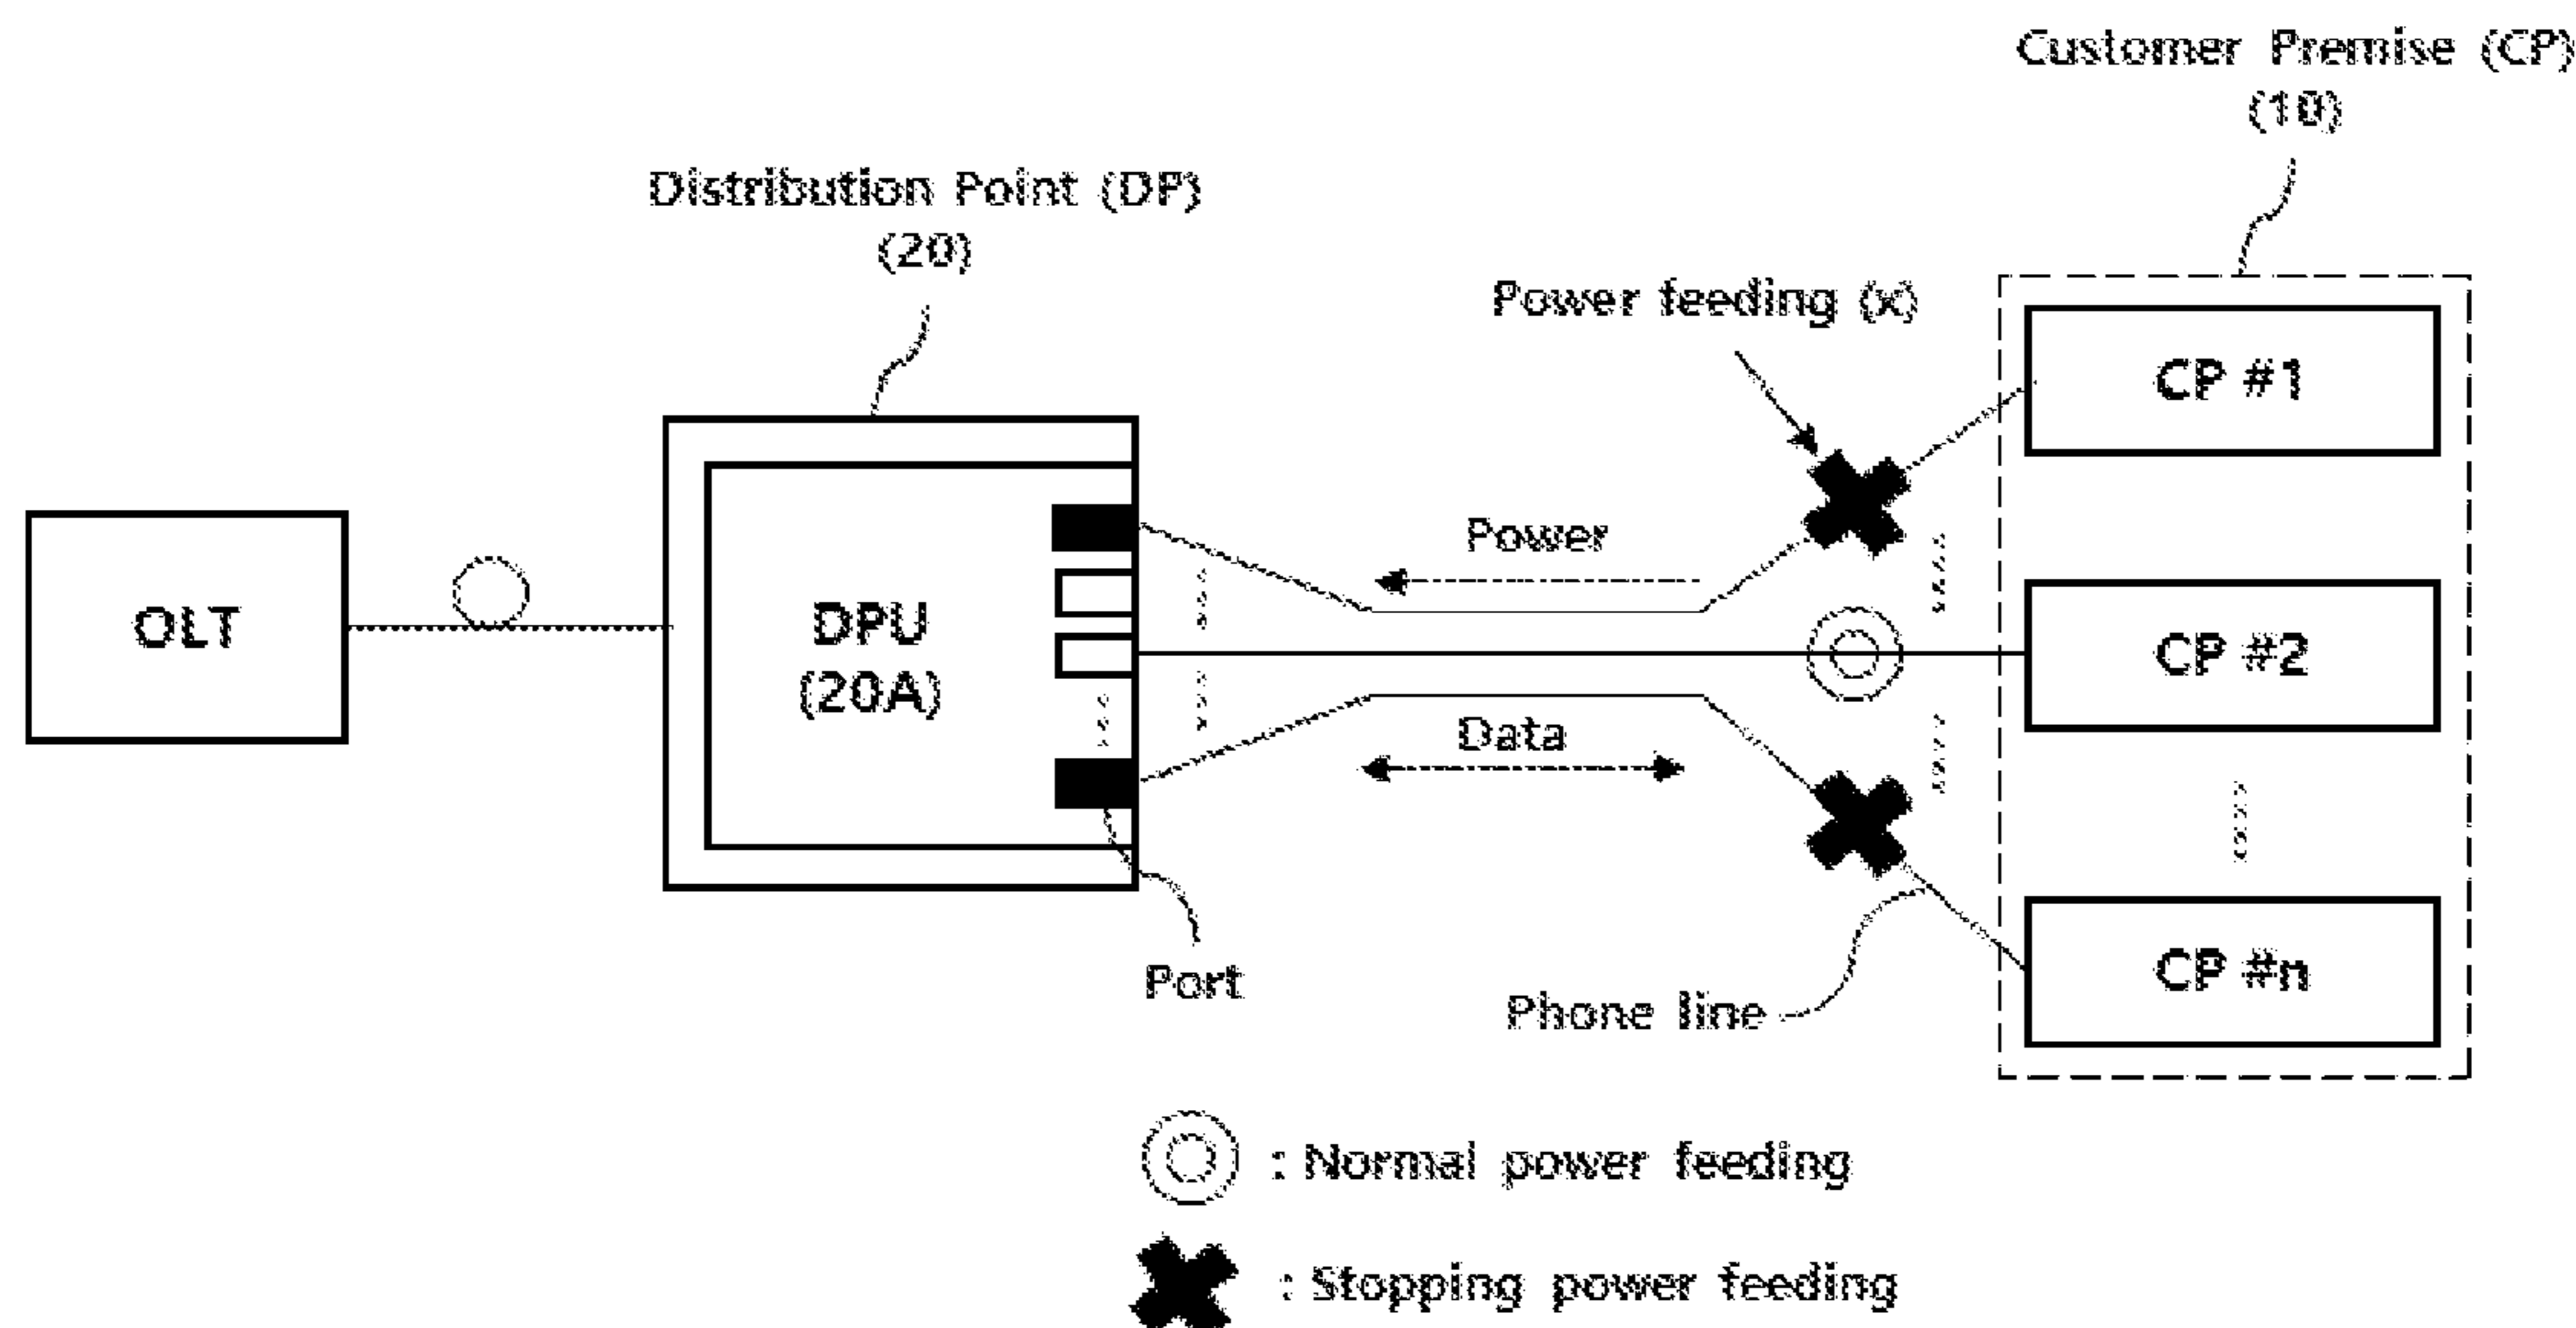 Customer Premise (CP)
(10)
Distribution Point (DP)
(20)
Power feeding (x)
CP #1
Power
OLT
DPU
(20A)
CP #2
Data
CP #n
Port
Phone line
: Normal power feeding
: Stopping power feeding